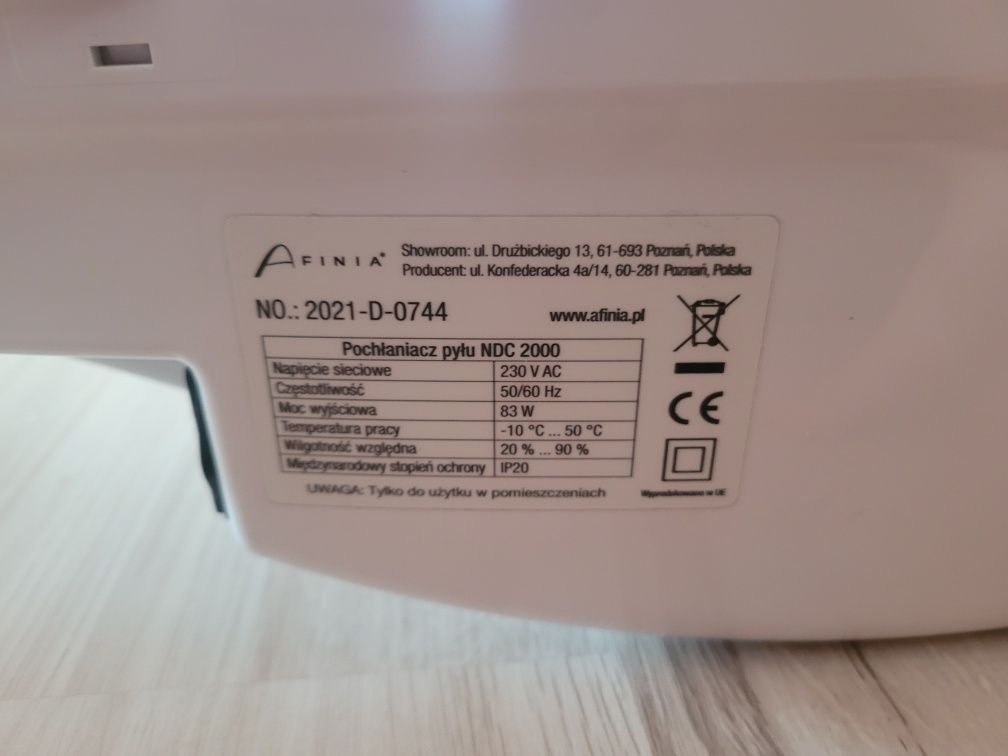 AFINIA
Showroom: ul. Drużbickiego 13, 61-693 Poznań, Polska
Producent: ul. Konfederacka 4a/14, 60-281 Poznań, Polska
NO.: 2021-D-0744
www.afinia.pl
Pochłaniacz pyłu NDC 2000
Napięcie sieciowe 230 V AC
Częstotliwość 50/60 Hz
Moc wyjściowa 83 W
Temperatura pracy -10 °C ... 50 °C
Wilgotność względna 20 % ... 90 %
Międzynarodowy stopień ochrony IP20
UWAGA: Tylko do użytku w pomieszczeniach
CE
Wyprodukowano w UE